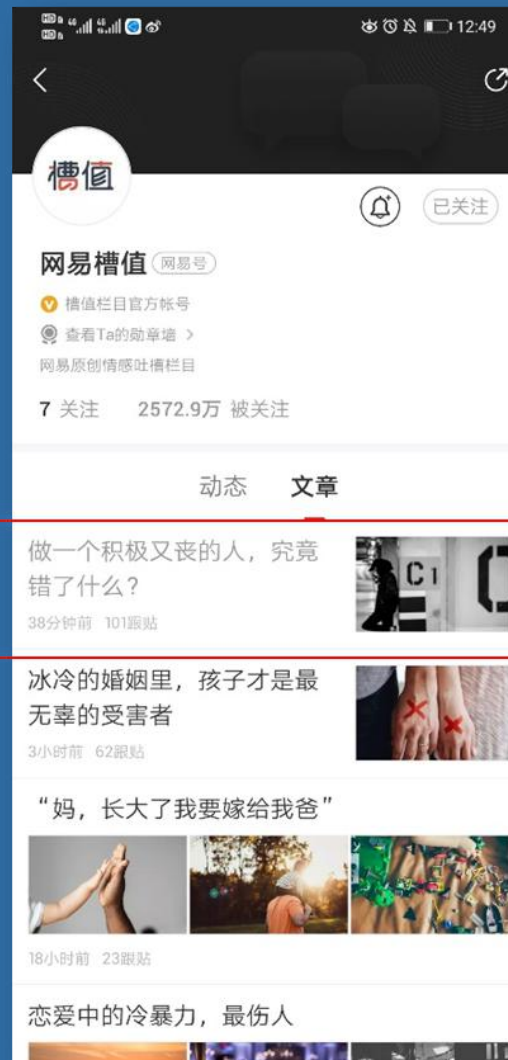 12:49
槽值
已关注
网易槽值 网易号
槽值栏目官方帐号
查看Ta的勋章墙 >
网易原创情感吐槽栏目
7 关注 2572.9万 被关注
动态 文章
做一个积极又丧的人，究竟
错了什么？
38分钟前 101跟贴
C1
冰冷的婚姻里，孩子才是最
无辜的受害者
3小时前 62跟贴
“妈，长大了我要嫁给我爸”
18小时前 23跟贴
恋爱中的冷暴力，最伤人